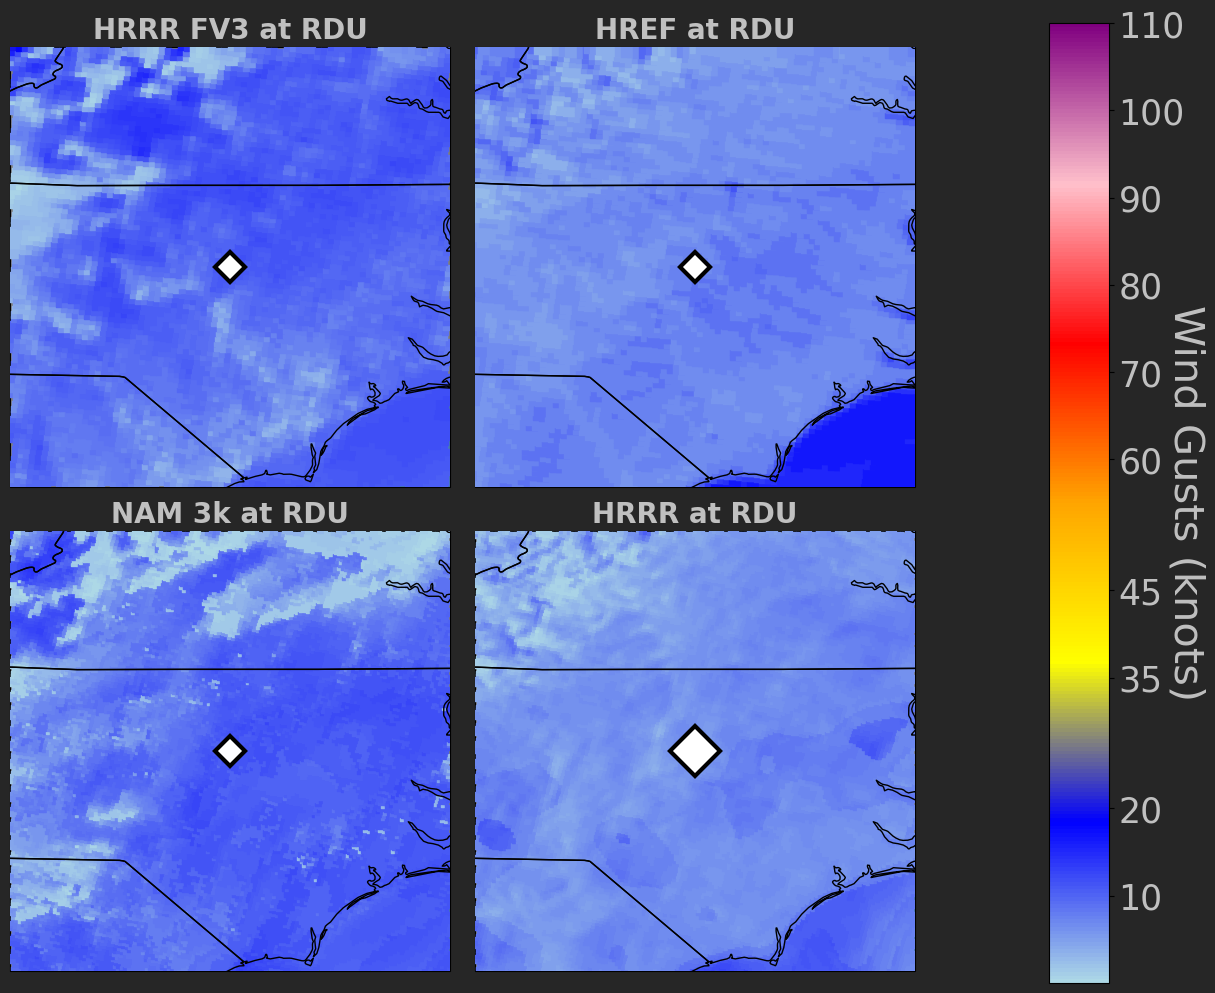 HRRR FV3 at RDU
HREF at RDU
NAM 3k at RDU
HRRR at RDU
110
100
90
80
70
60
45
35
20
10
Wind Gusts (knots)